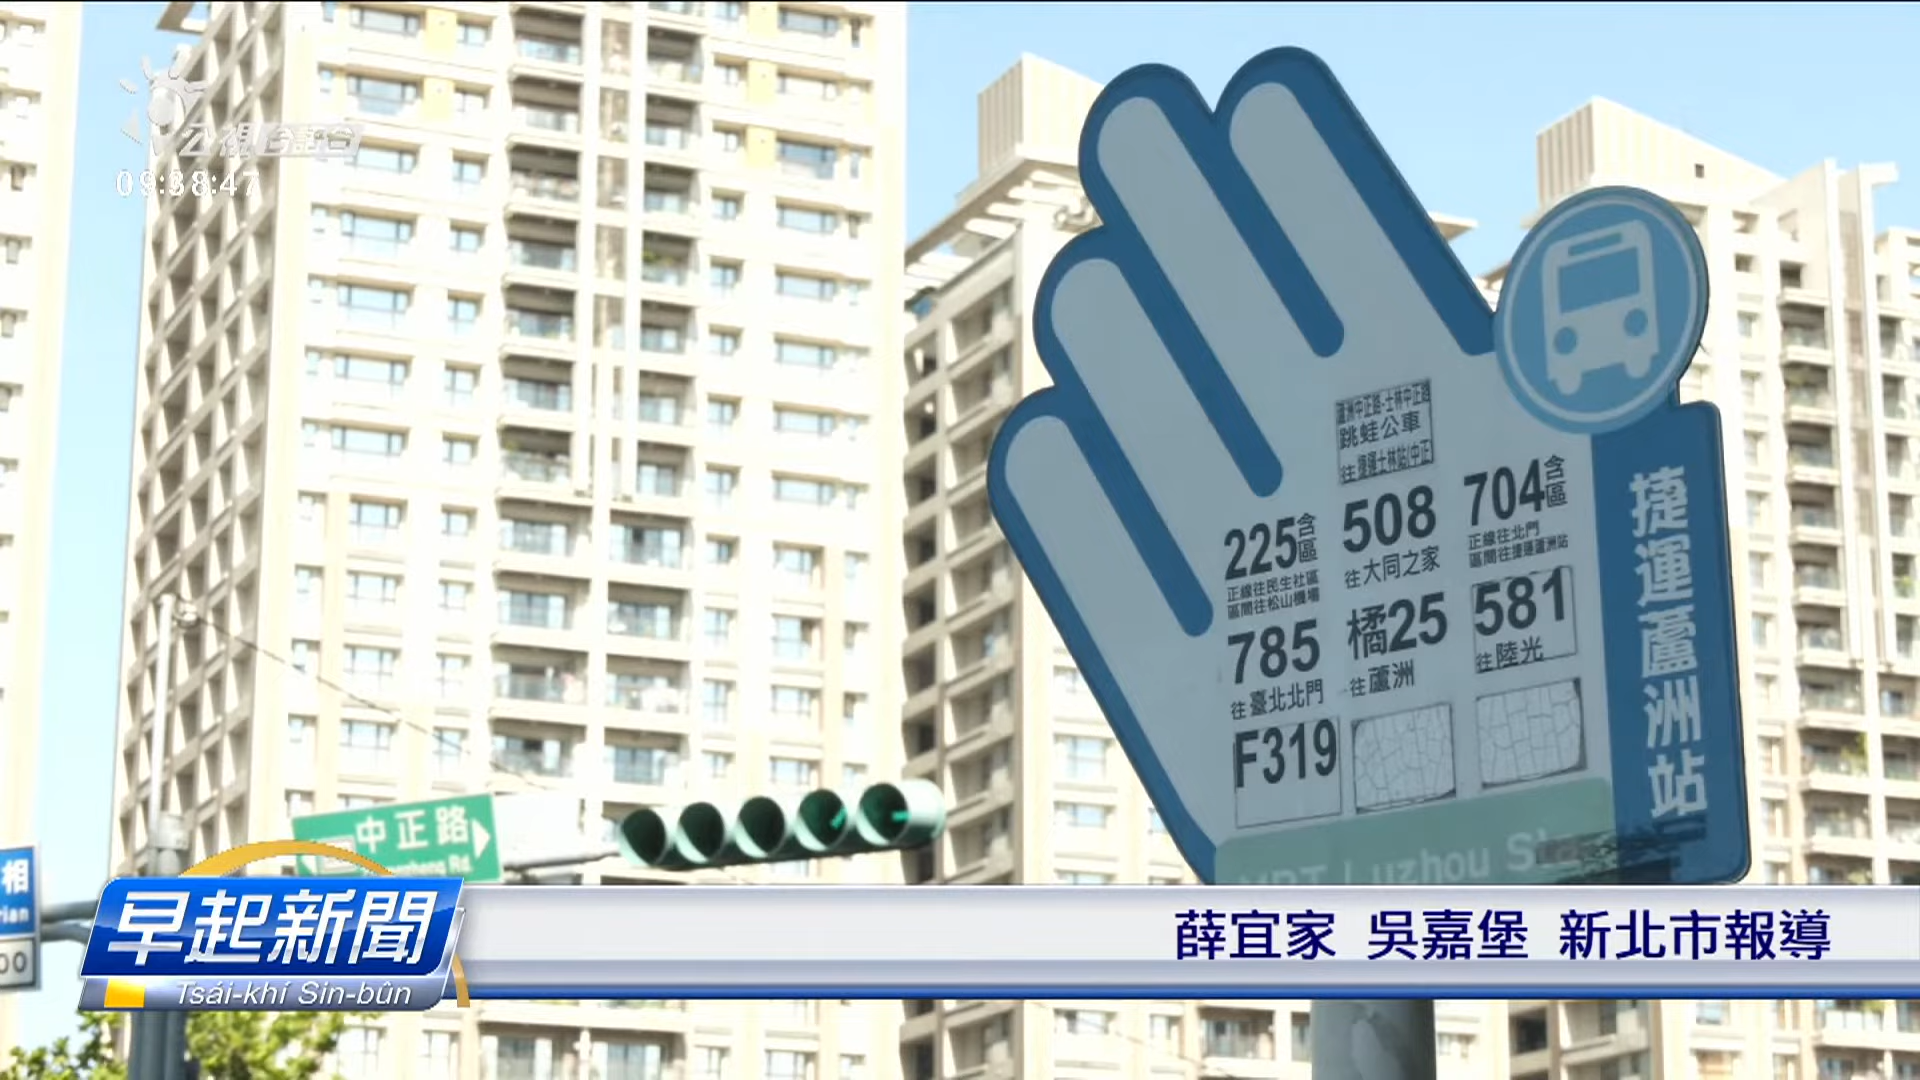 公視台語台
09:38:47
蘆洲中正路-士林中正路
跳蛙公車
往捷運士林站(中正)
225含區
正線往民生社區
區間往松山機場
508
往大同之家
704含區
正線往北門
區間往捷運蘆洲站
785
往臺北北門
橘25
往蘆洲
581
往陸光
F319
捷運蘆洲站
MRT Luzhou Sta
中正路
Rd
相
00
早起新聞
Tsái-khí Sin-bûn
薛宜家 吳嘉堡 新北市報導